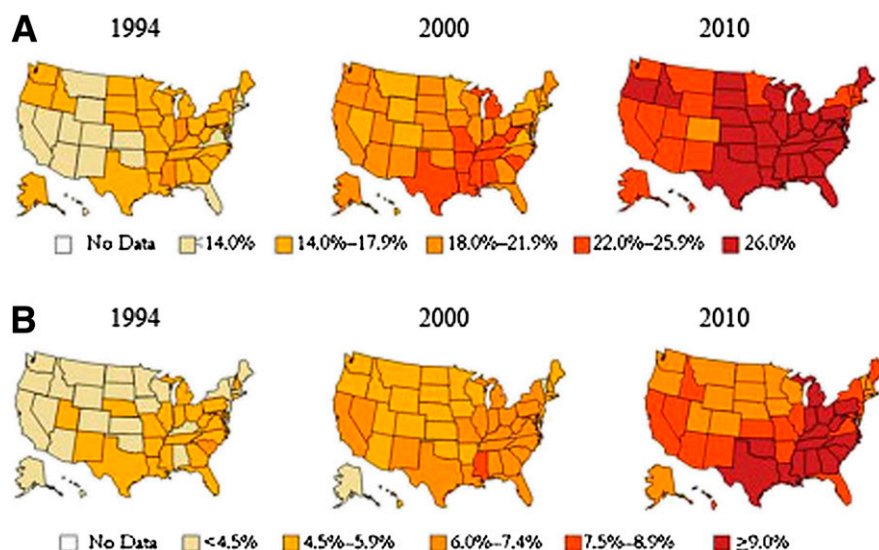 A
1994 2000 2010
No Data <14.0% 14.0%–17.9% 18.0%–21.9% 22.0%–25.9% 26.0%
B
1994 2000 2010
No Data <4.5% 4.5%–5.9% 6.0%–7.4% 7.5%–8.9% ≥9.0%